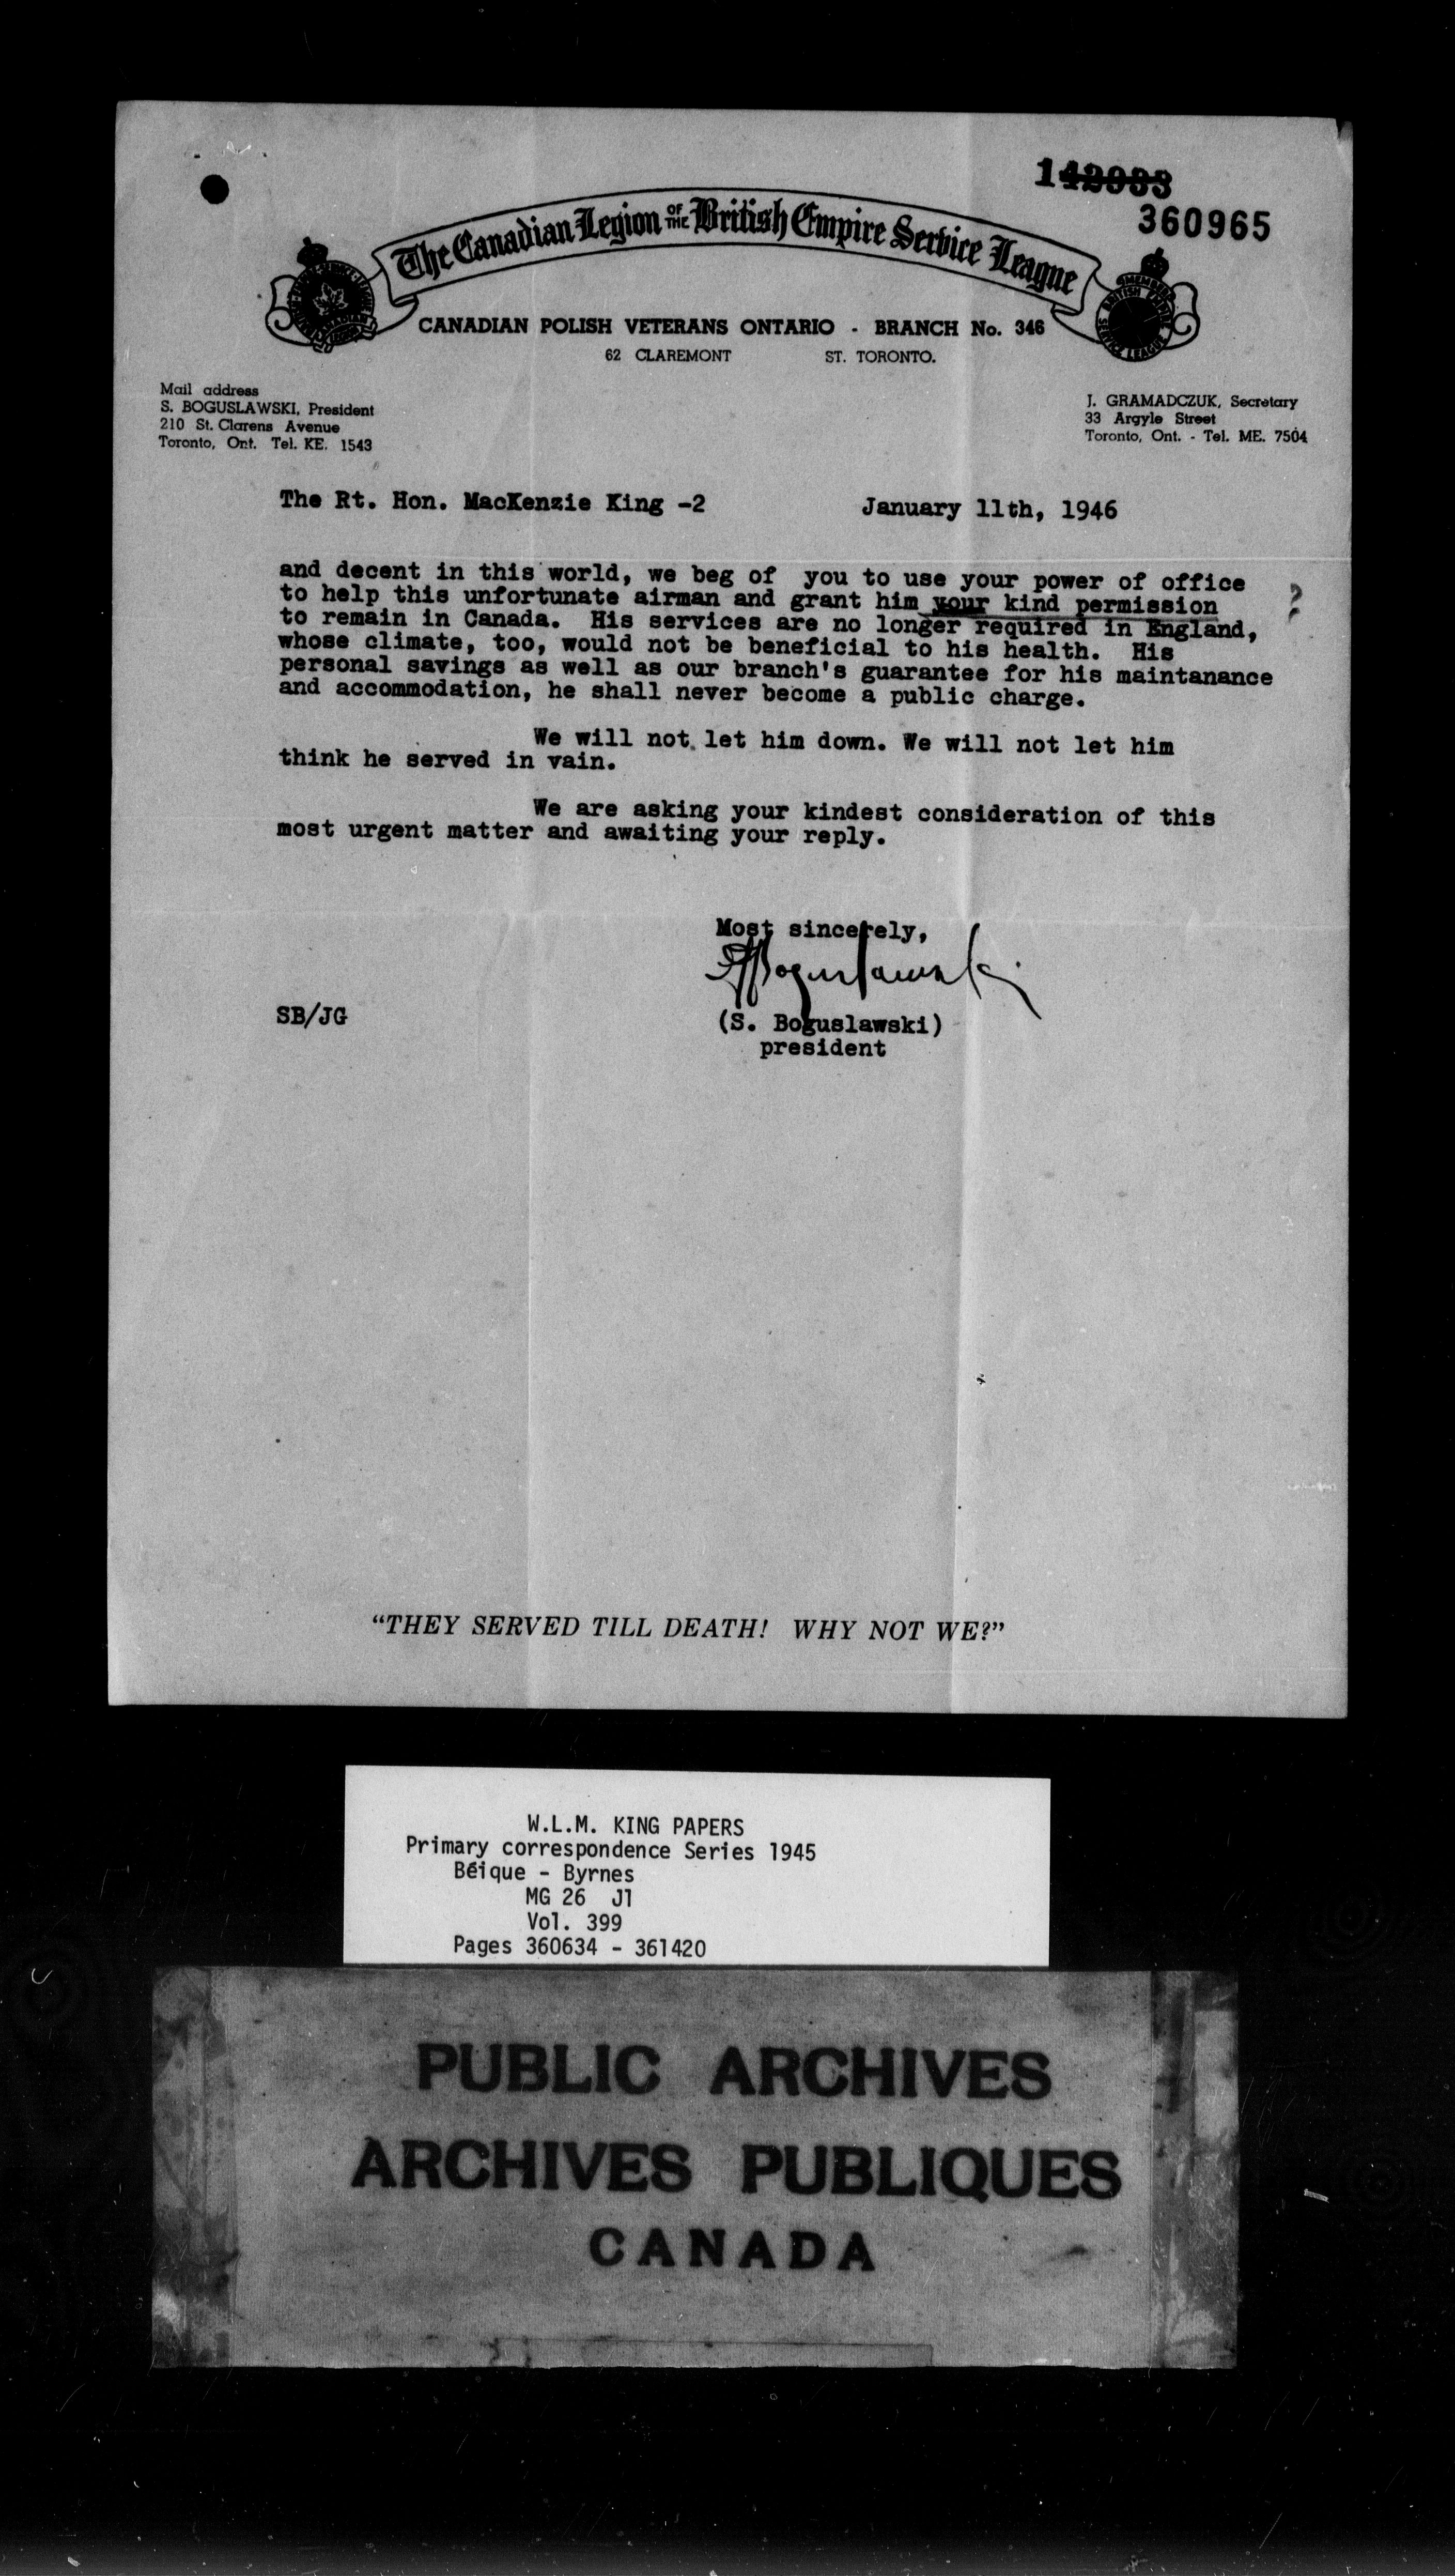 142933
360965
The Canadian Legion OF THE British Empire Service League
CANADIAN POLISH VETERANS ONTARIO - BRANCH No. 346
62 CLAREMONT ST. TORONTO.
Mail address
S. BOGUSLAWSKI, President
210 St. Clarens Avenue
Toronto, Ont. Tel. KE. 1543
J. GRAMADCZUK, Secretary
33 Argyle Street
Toronto, Ont. - Tel. ME. 7504
The Rt. Hon. MacKenzie King -2 January 11th, 1946
and decent in this world, we beg of you to use your power of office
to help this unfortunate airman and grant him your kind permission ?
to remain in Canada. His services are no longer required in England,
whose climate, too, would not be beneficial to his health. His
personal savings as well as our branch's guarantee for his maintanance
and accommodation, he shall never become a public charge.
We will not let him down. We will not let him
think he served in vain.
We are asking your kindest consideration of this
most urgent matter and awaiting your reply.
Most sincerely,
SBoguslawski
SB/JG
(S. Boguslawski)
president
"THEY SERVED TILL DEATH! WHY NOT WE?"
W.L.M. KING PAPERS
Primary correspondence Series 1945
Béique - Byrnes
MG 26 J1
Vol. 399
Pages 360634 - 361420
PUBLIC ARCHIVES
ARCHIVES PUBLIQUES
CANADA